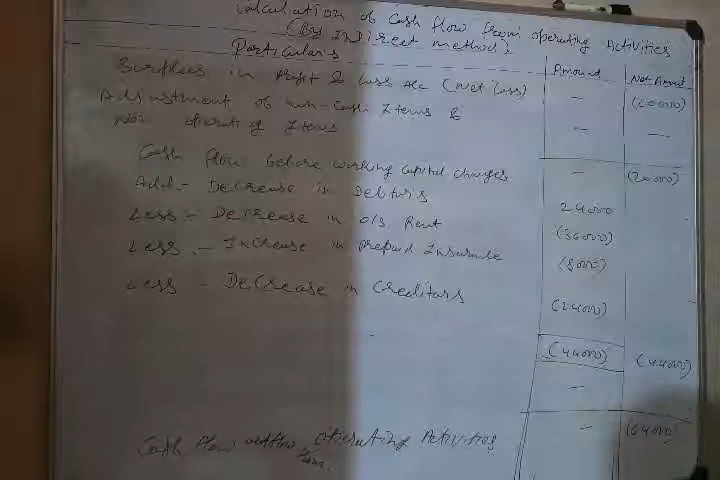 Calculation of Cash flow from operating Activities
(By Indirect method)
Particulars Amount Net Amount
Surplus in Profit & Loss A/c (Net loss) — (20000)
Adjustment of non-cash Items &
Non operating Items — —
Cash flow before working capital changes — (20000)
Add:- Decrease in Debtors 24000
Less:- Decrease in o/s Rent (36000)
Less:- Increase in prepaid Insurance (8000)
Less:- Decrease in Creditors (24000)
(44000) (44000)
—
Cash flow from operating Activities — (64000)